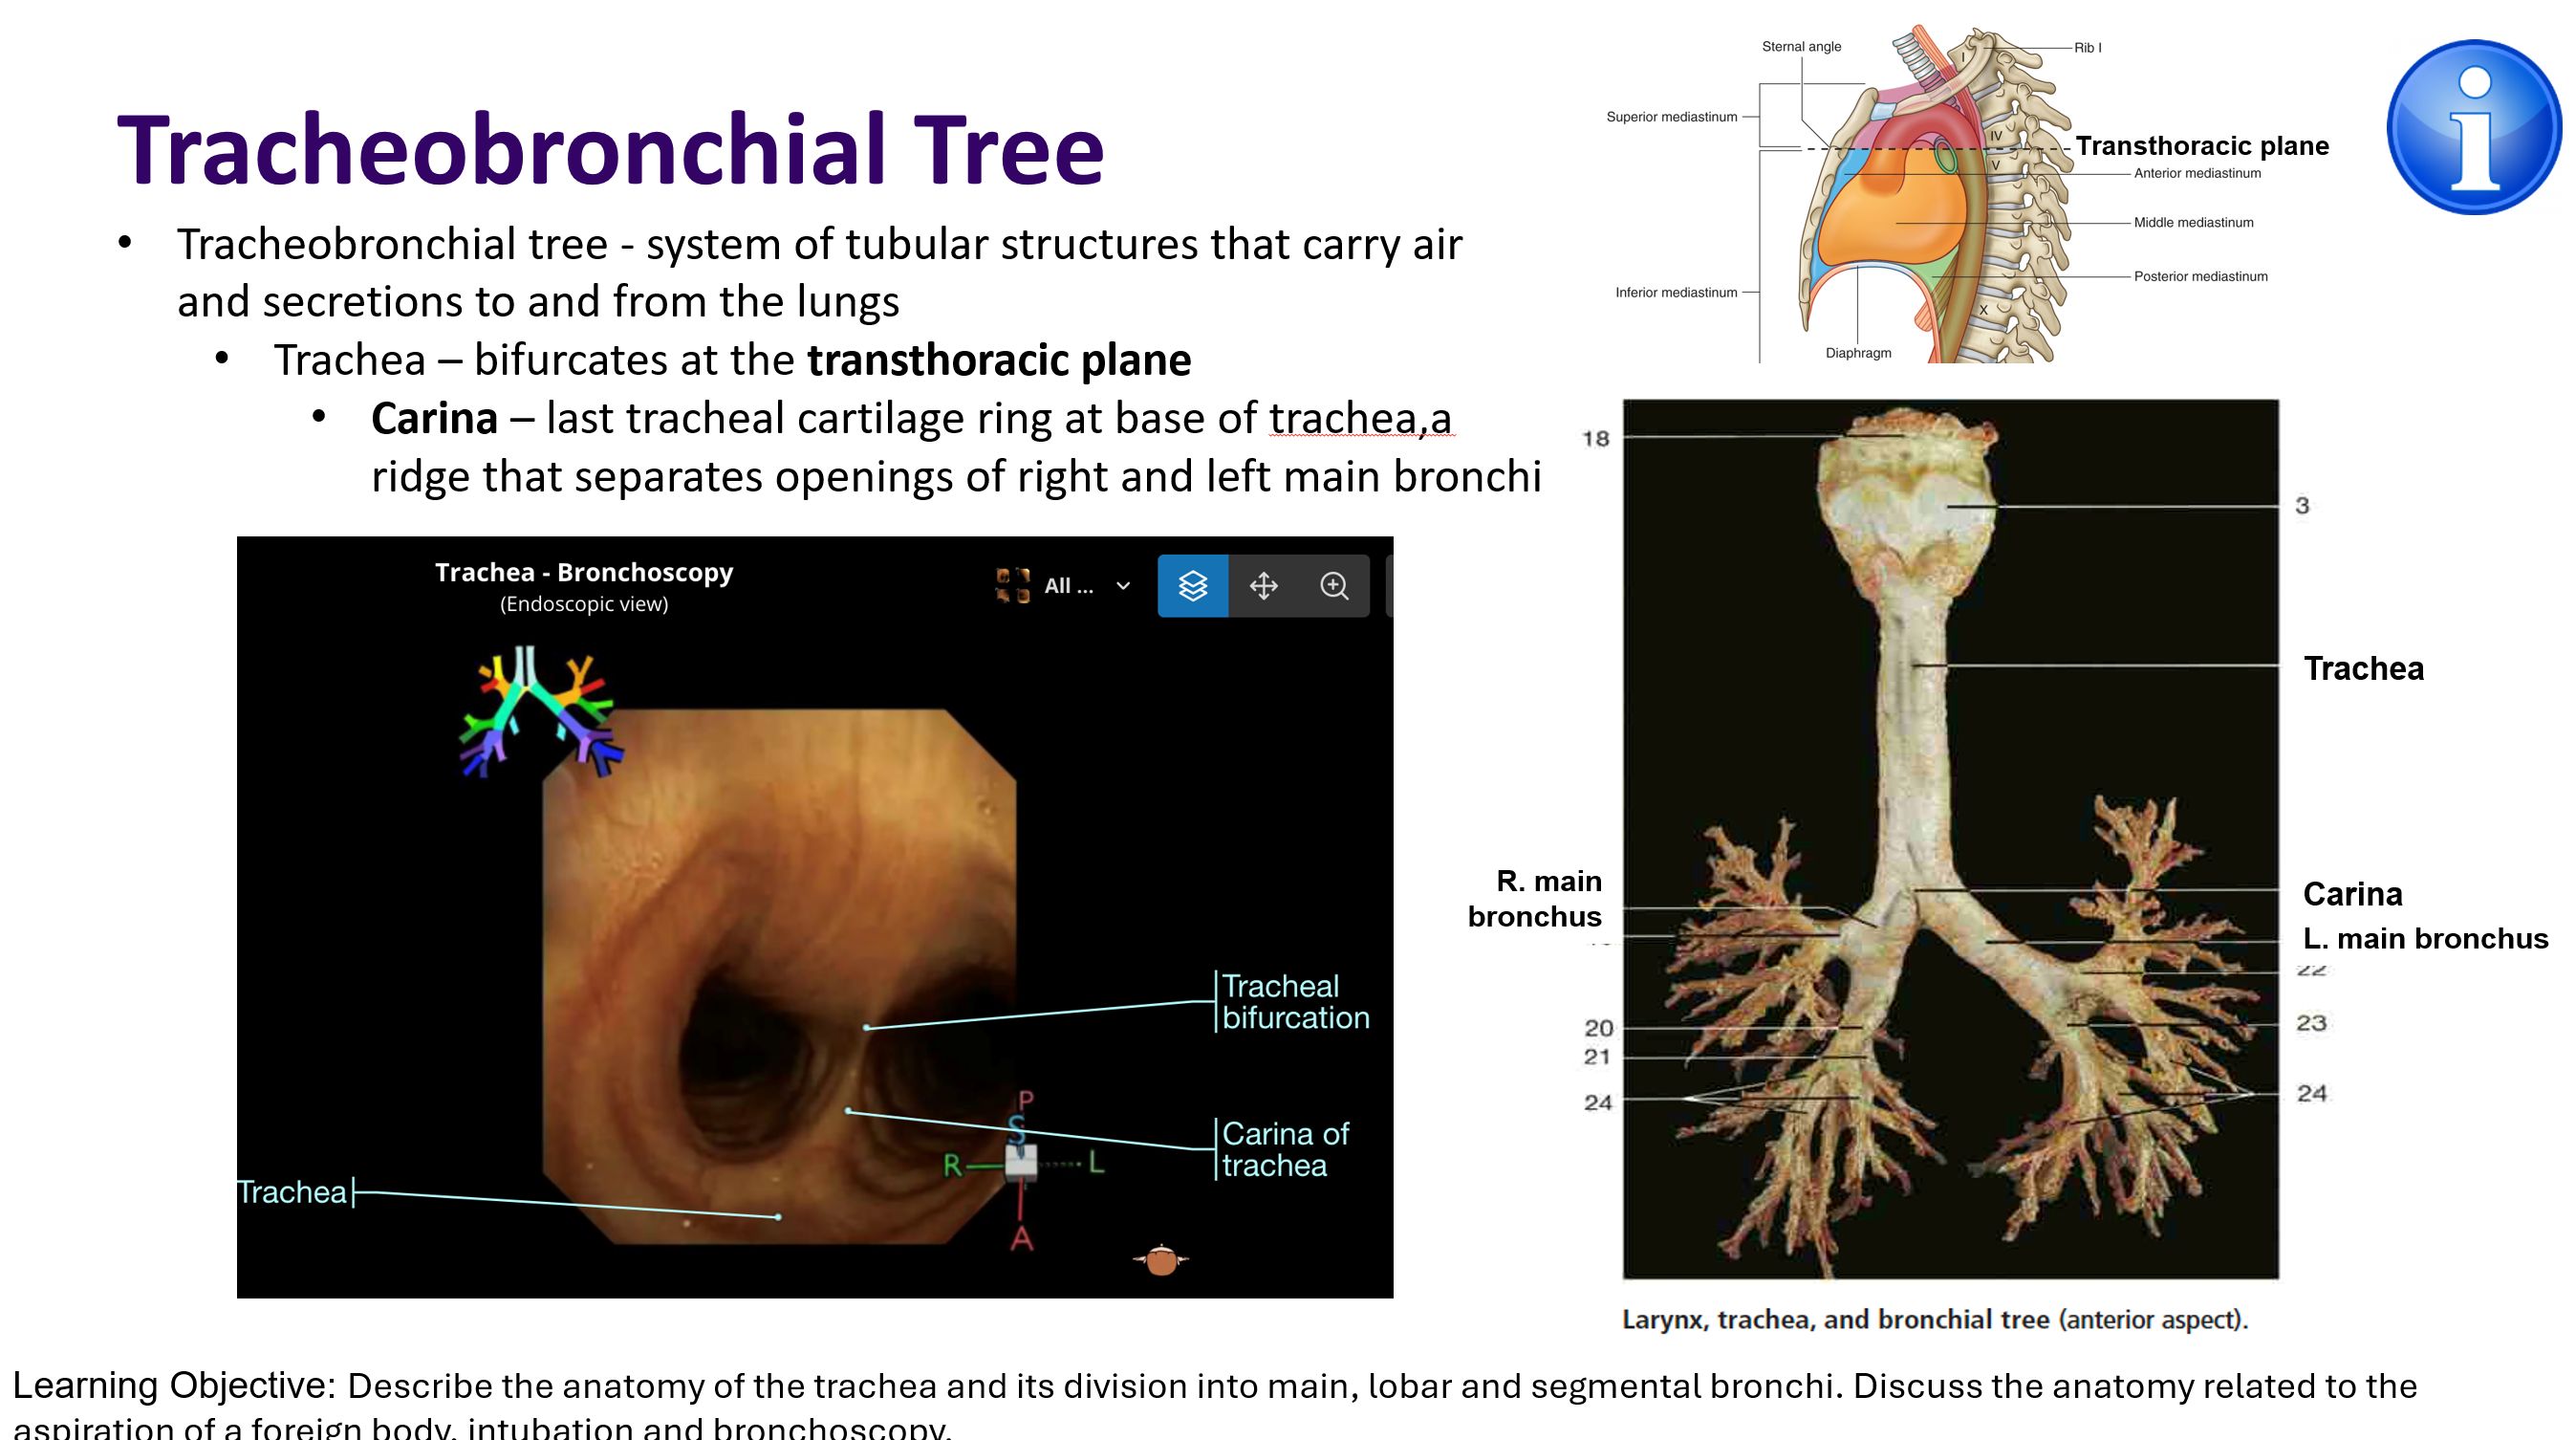 Tracheobronchial Tree
• Tracheobronchial tree - system of tubular structures that carry air
and secretions to and from the lungs
• Trachea – bifurcates at the transthoracic plane
• Carina – last tracheal cartilage ring at base of trachea,a
ridge that separates openings of right and left main bronchi
Sternal angle
Rib I
Superior mediastinum
I
IV
V
X
Transthoracic plane
Anterior mediastinum
Middle mediastinum
Posterior mediastinum
Inferior mediastinum
Diaphragm
i
Trachea - Bronchoscopy
(Endoscopic view)
All ...
Tracheal
bifurcation
Carina of
trachea
Trachea
P
S
R
L
A
18
3
Trachea
R. main
bronchus
Carina
L. main bronchus
22
20
23
21
24
24
Larynx, trachea, and bronchial tree (anterior aspect).
Learning Objective: Describe the anatomy of the trachea and its division into main, lobar and segmental bronchi. Discuss the anatomy related to the
aspiration of a foreign body, intubation and bronchoscopy.